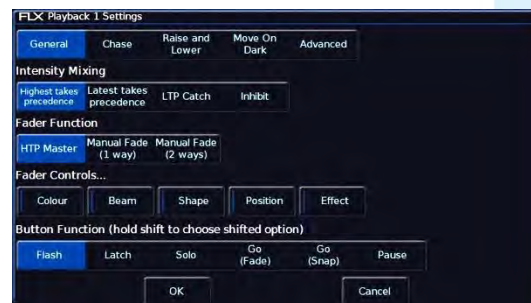 FLX Playback 1 Settings
General Chase Raise and Lower Move On Dark Advanced
Intensity Mixing
Highest takes precedence Latest takes precedence LTP Catch Inhibit
Fader Function
HTP Master Manual Fade (1 way) Manual Fade (2 ways)
Fader Controls...
Colour Beam Shape Position Effect
Button Function (hold shift to choose shifted option)
Flash Latch Solo Go (Fade) Go (Snap) Pause
OK Cancel